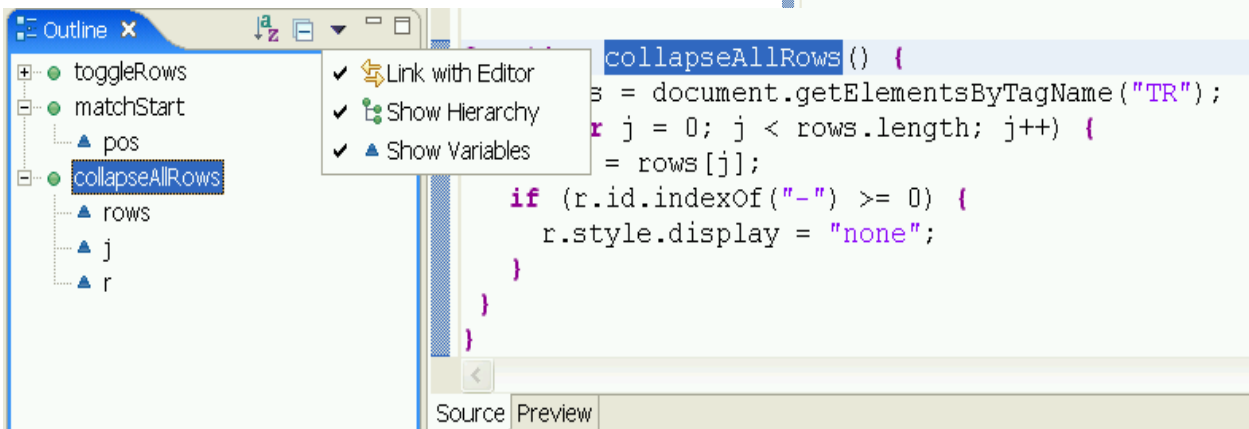 Outline
toggleRows
matchStart
pos
collapseAllRows
rows
j
r
Link with Editor
Show Hierarchy
Show Variables
collapseAllRows() {
s = document.getElementsByTagName("TR");
r j = 0; j < rows.length; j++) {
= rows[j];
if (r.id.indexOf("-") >= 0) {
r.style.display = "none";
}
}
}
Source Preview